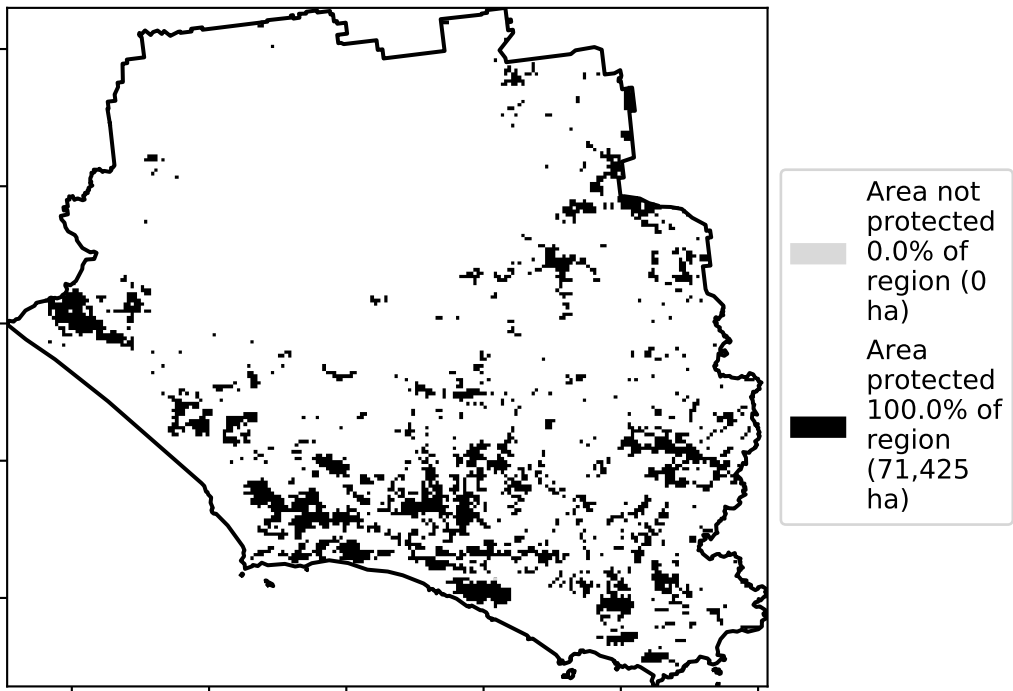 Area not
protected
0.0% of
region (0
ha)
Area
protected
100.0% of
region
(71,425
ha)